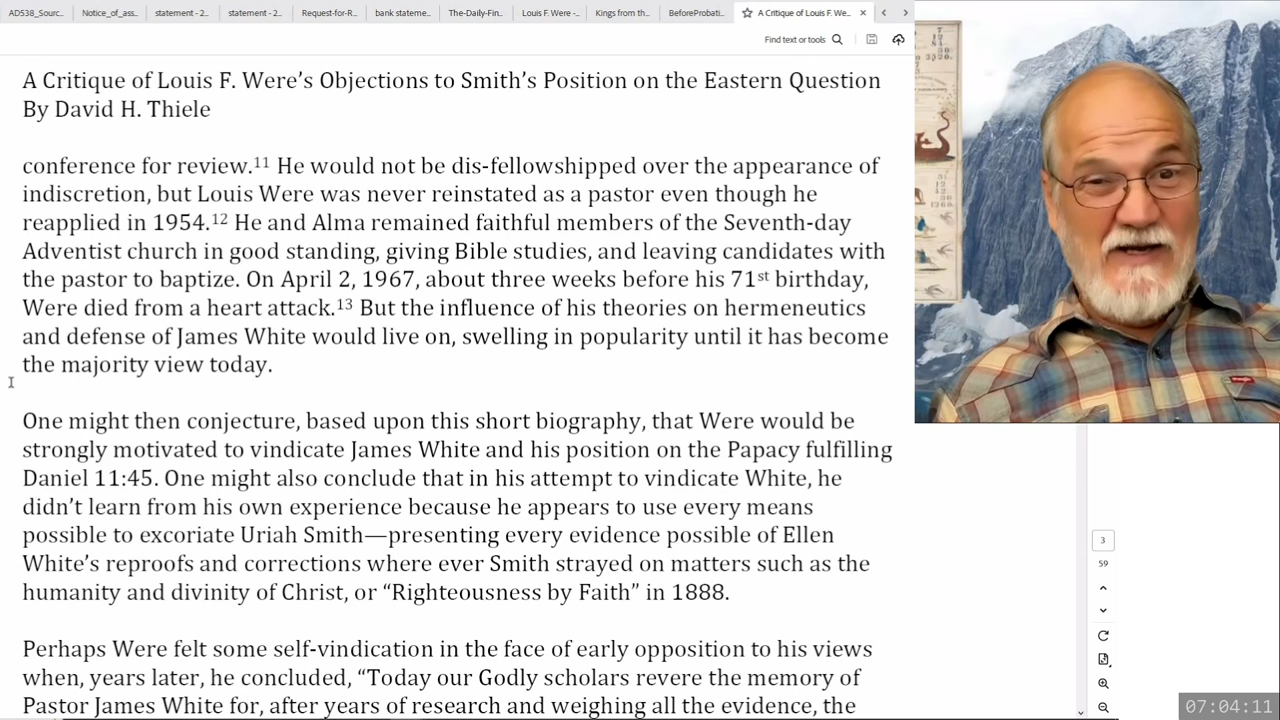 ADS38_Sourc...
Notice_of_ass...
statement - 2...
statement - 2...
Request-for-R...
bank stateme...
The-Daily-Fin...
Louis F. Were -...
Kings from th...
BeforeProbati...
A Critique of Louis F. We...
Find text or tools
A Critique of Louis F. Were’s Objections to Smith’s Position on the Eastern Question
By David H. Thiele
conference for review.11 He would not be dis-fellowshipped over the appearance of
indiscretion, but Louis Were was never reinstated as a pastor even though he
reapplied in 1954.12 He and Alma remained faithful members of the Seventh-day
Adventist church in good standing, giving Bible studies, and leaving candidates with
the pastor to baptize. On April 2, 1967, about three weeks before his 71st birthday,
Were died from a heart attack.13 But the influence of his theories on hermeneutics
and defense of James White would live on, swelling in popularity until it has become
the majority view today.
One might then conjecture, based upon this short biography, that Were would be
strongly motivated to vindicate James White and his position on the Papacy fulfilling
Daniel 11:45. One might also conclude that in his attempt to vindicate White, he
didn’t learn from his own experience because he appears to use every means
possible to excoriate Uriah Smith—presenting every evidence possible of Ellen
White’s reproofs and corrections where ever Smith strayed on matters such as the
humanity and divinity of Christ, or “Righteousness by Faith” in 1888.
Perhaps Were felt some self-vindication in the face of early opposition to his views
when, years later, he concluded, “Today our Godly scholars revere the memory of
Pastor James White for, after years of research and weighing all the evidence, the
3
59
07:04:11